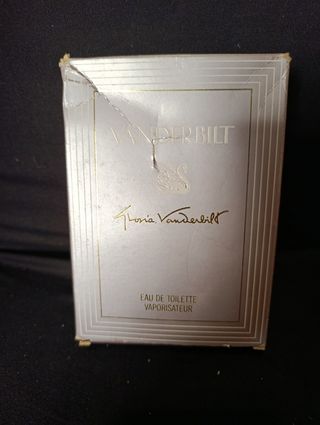 VANDERBILT
Gloria Vanderbilt
EAU DE TOILETTE
VAPORISATEUR